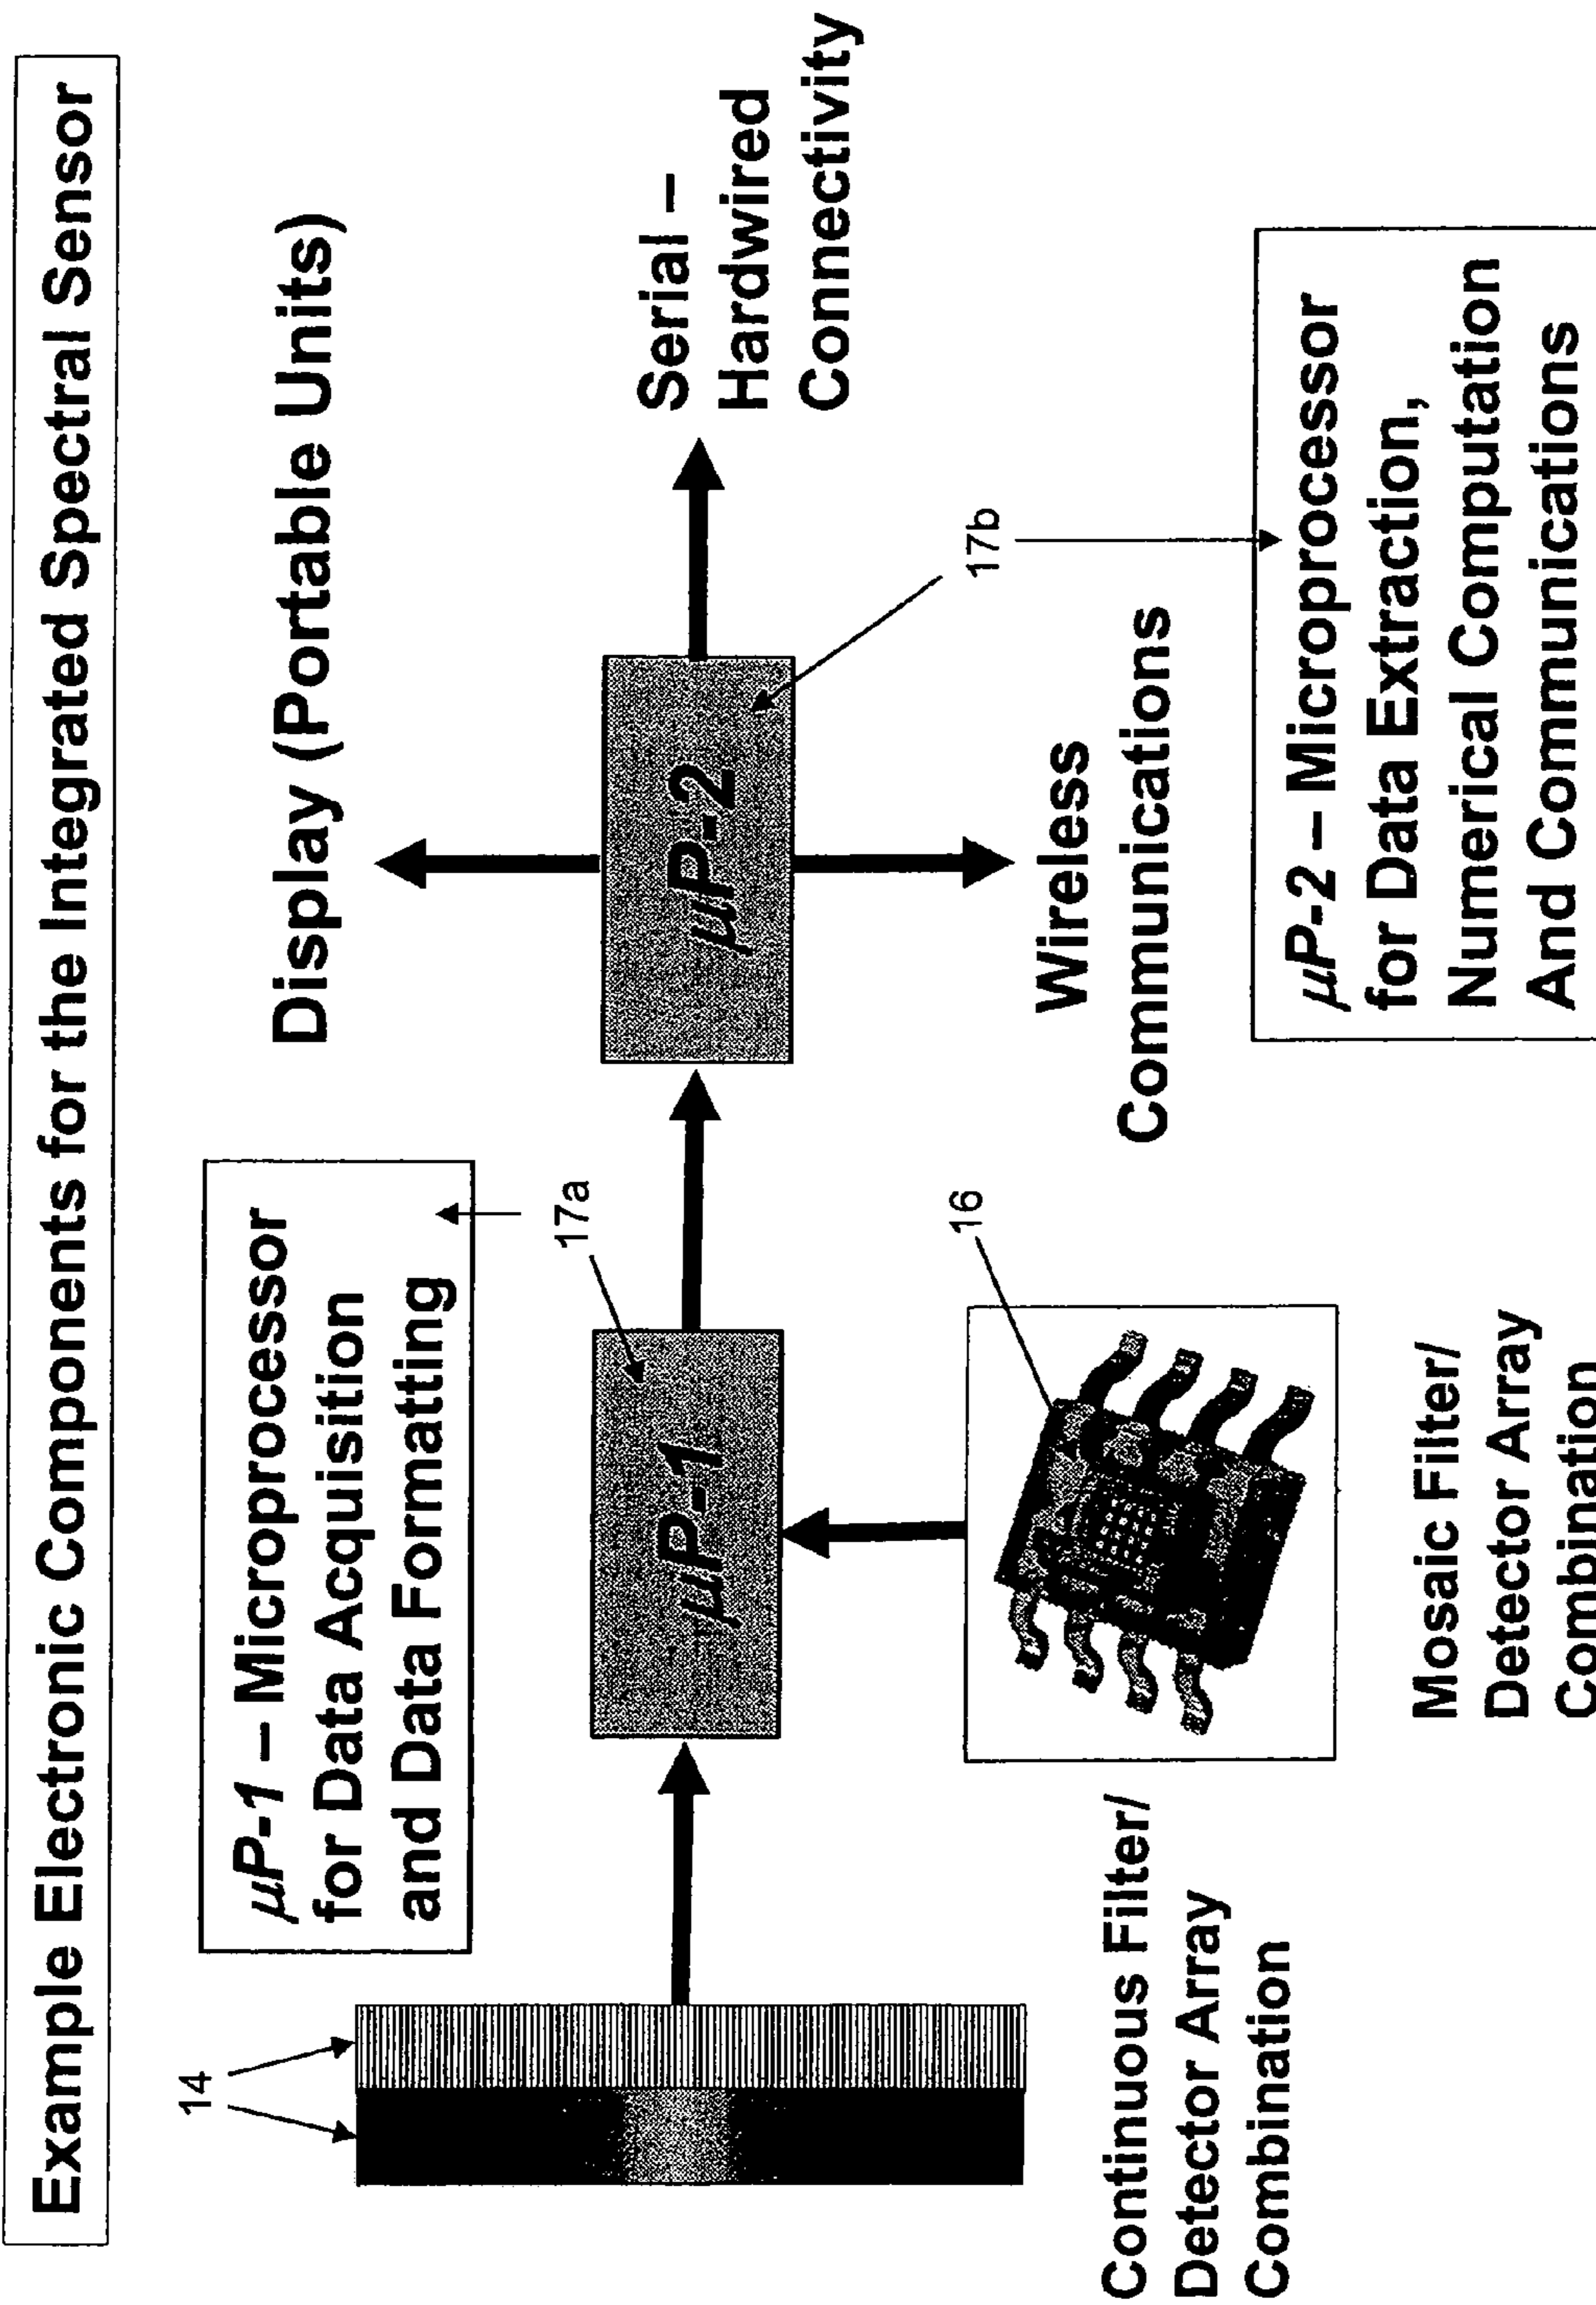 Example Electronic Components for the Integrated Spectral Sensor
14
μP-1 – Microprocessor
for Data Acquisition
and Data Formating
17a
μP-1
Display (Portable Units)
μP-2
Serial –
Hardwired
Connectivity
17b
Continuous Filter/
Detector Array
Combination
16
Mosaic Filter/
Detector Array
Combination
Wireless
Communications
μP-2 – Microprocessor
for Data Extraction,
Numerical Computation
And Communications